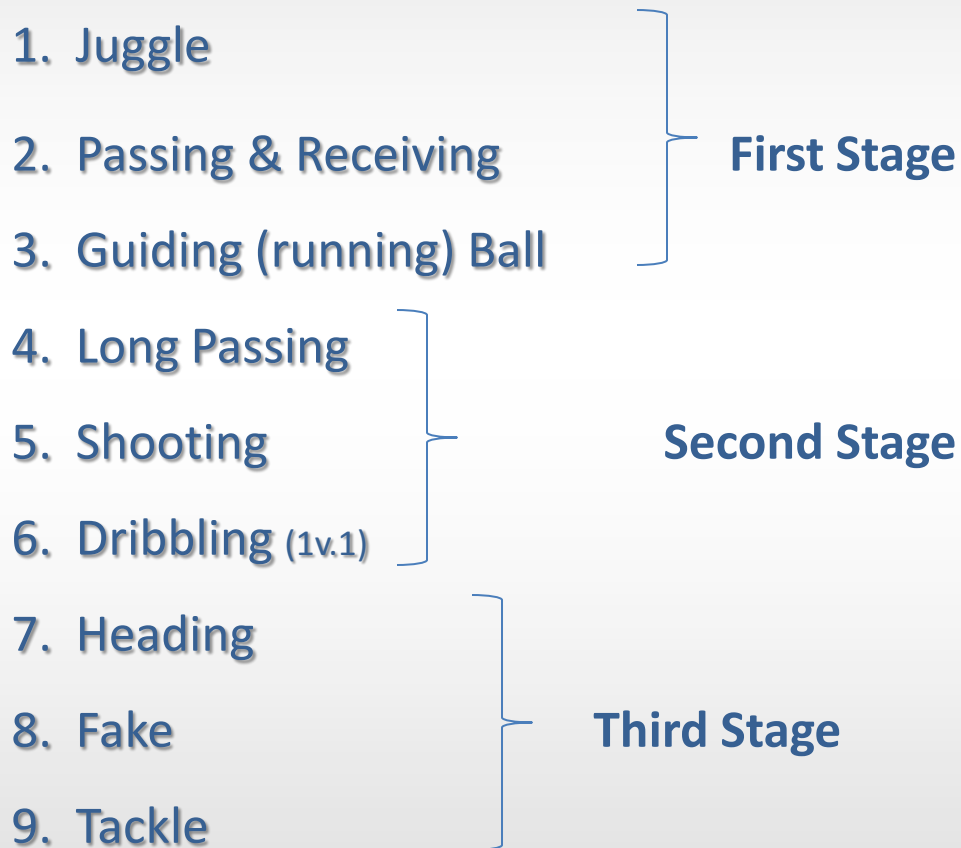 1. Juggle
2. Passing & Receiving First Stage
3. Guiding (running) Ball
4. Long Passing
5. Shooting Second Stage
6. Dribbling (1v.1)
7. Heading
8. Fake Third Stage
9. Tackle